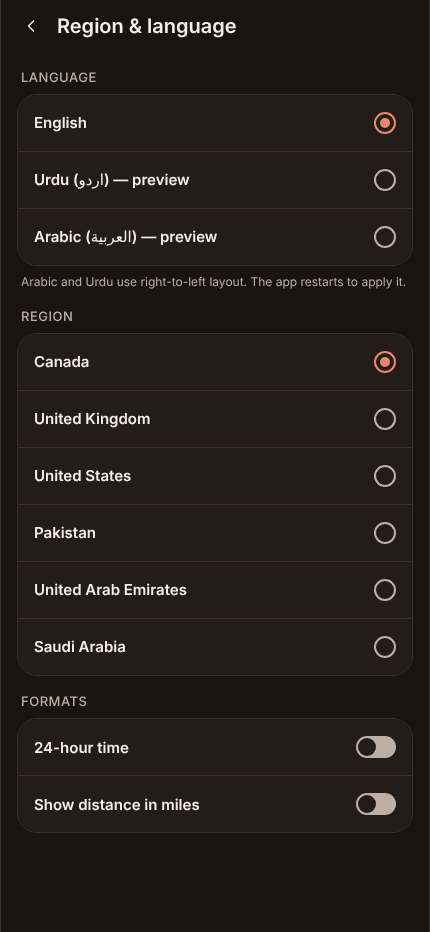 Region & language
LANGUAGE
English
Urdu (اردو) — preview
Arabic (العربية) — preview
Arabic and Urdu use right-to-left layout. The app restarts to apply it.
REGION
Canada
United Kingdom
United States
Pakistan
United Arab Emirates
Saudi Arabia
FORMATS
24-hour time
Show distance in miles